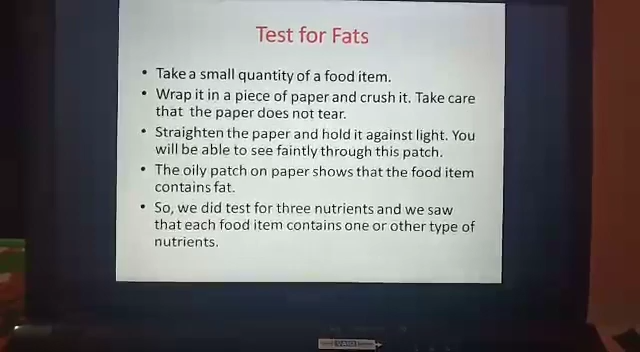 Test for Fats
• Take a small quantity of a food item.
• Wrap it in a piece of paper and crush it. Take care
that the paper does not tear.
• Straighten the paper and hold it against light. You
will be able to see faintly through this patch.
• The oily patch on paper shows that the food item
contains fat.
• So, we did test for three nutrients and we saw
that each food item contains one or other type of
nutrients.